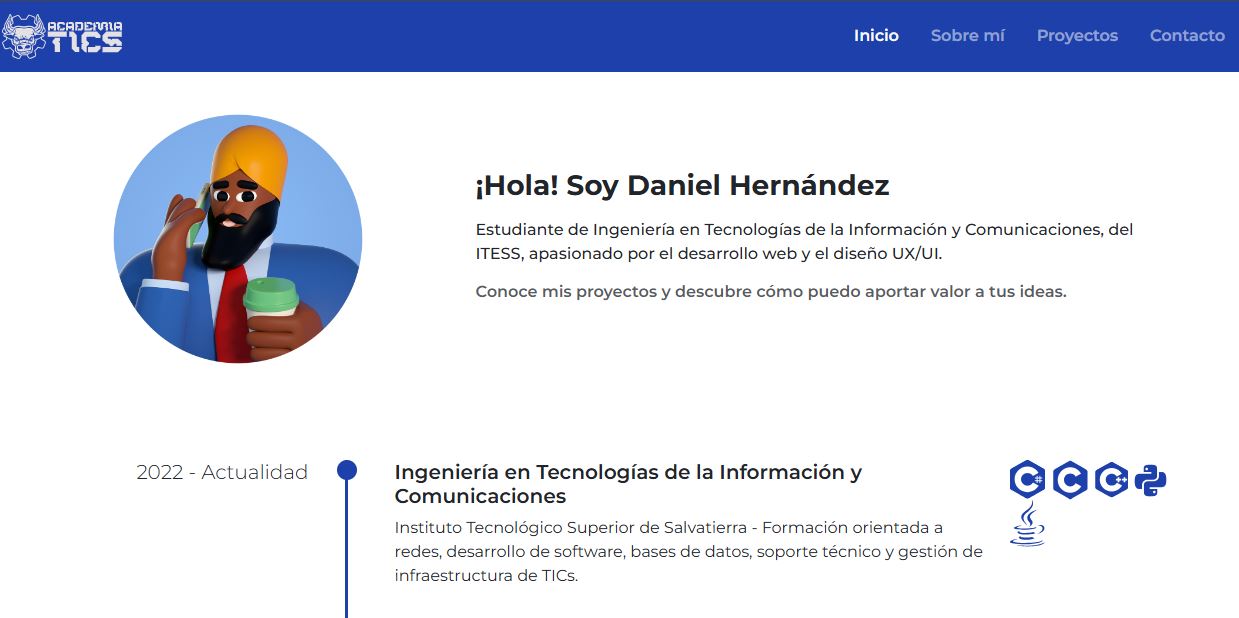 ACADEMIA
TICS
Inicio
Sobre mí
Proyectos
Contacto
¡Hola! Soy Daniel Hernández
Estudiante de Ingeniería en Tecnologías de la Información y Comunicaciones, del
ITESS, apasionado por el desarrollo web y el diseño UX/UI.
Conoce mis proyectos y descubre cómo puedo aportar valor a tus ideas.
2022 - Actualidad
Ingeniería en Tecnologías de la Información y
Comunicaciones
C# C C++
Instituto Tecnológico Superior de Salvatierra - Formación orientada a
redes, desarrollo de software, bases de datos, soporte técnico y gestión de
infraestructura de TICs.